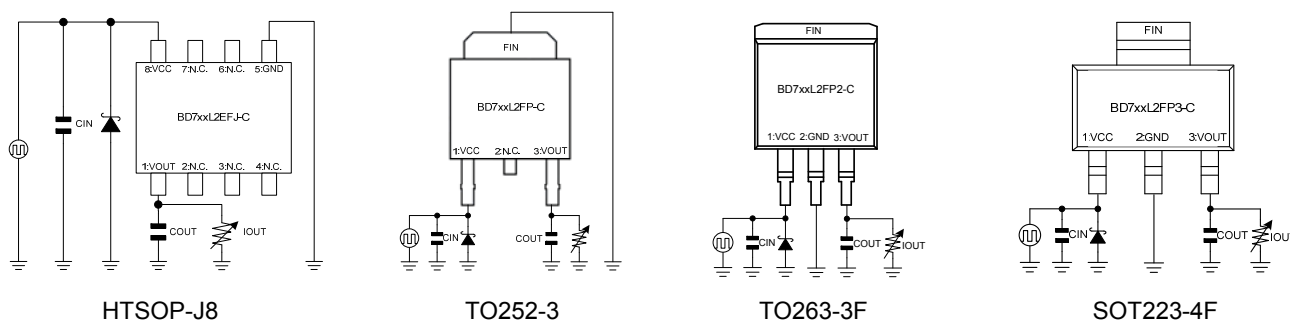 8:VCC 7:N.C. 6:N.C. 5:GND
BD7xxL2EFJ-C
1:VOUT 2:N.C. 3:N.C. 4:N.C.
CIN
COUT IOUT
HTSOP-J8
FIN
BD7xxL2FP-C
1:VCC 2:N.C. 3:VOUT
CIN COUT
TO252-3
FIN
BD7xxL2FP2-C
1:VCC 2:GND 3:VOUT
CIN COUT IOUT
TO263-3F
FIN
BD7xxL2FP3-C
1:VCC 2:GND 3:VOUT
CIN COUT IOU
SOT223-4F